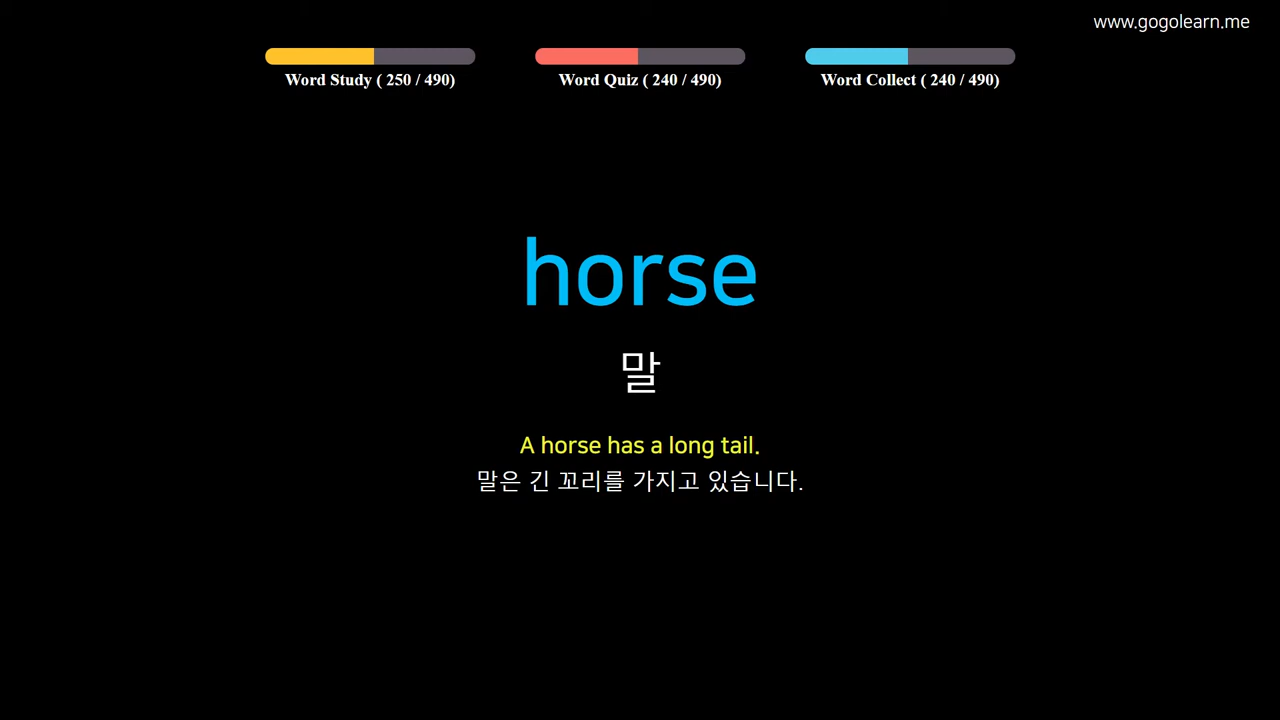 www.gogolearn.me
Word Study ( 250 / 490)
Word Quiz ( 240 / 490)
Word Collect ( 240 / 490)
horse
말
A horse has a long tail.
말은 긴 꼬리를 가지고 있습니다.